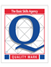 The Basic Skills Agency
Q
QUALITY MARK